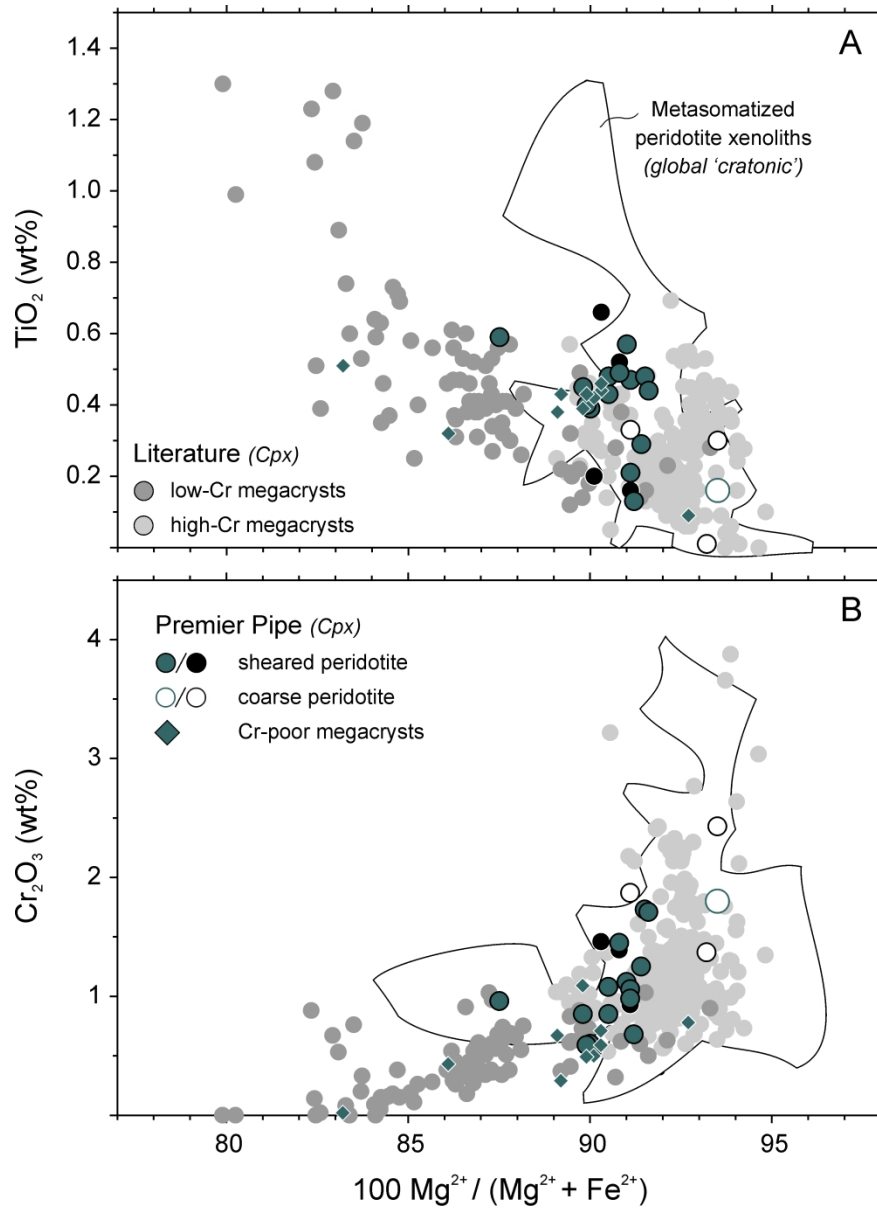 A
1.4
1.2
1.0
0.8
0.6
0.4
0.2
TiO₂ (wt%)
Metasomatized
peridotite xenoliths
(global ‘cratonic’)
Literature (Cpx)
low-Cr megacrysts
high-Cr megacrysts
B
4
3
2
1
Cr₂O₃ (wt%)
Premier Pipe (Cpx)
/ sheared peridotite
/ coarse peridotite
Cr-poor megacrysts
80 85 90 95
100 Mg²⁺ / (Mg²⁺ + Fe²⁺)